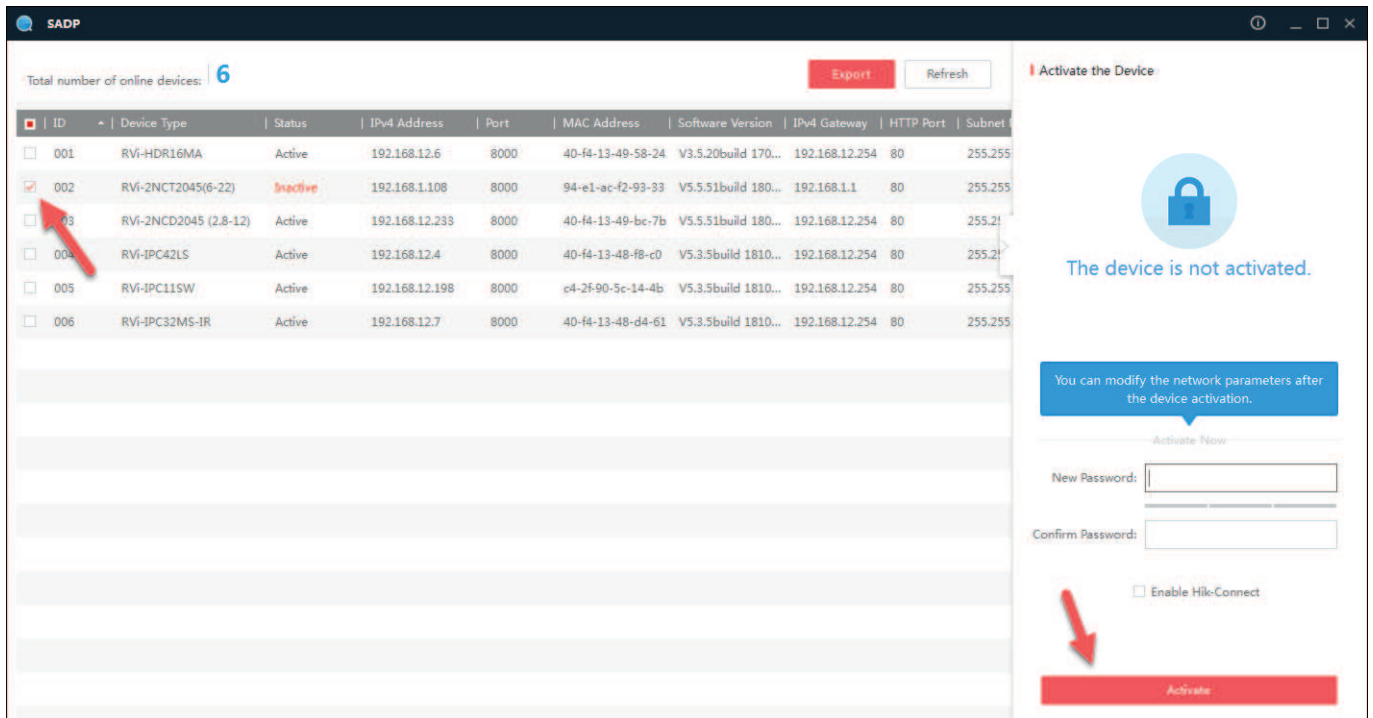 SADP
Total number of online devices: 6
Export
Refresh
ID | Device Type | Status | IPv4 Address | Port | MAC Address | Software Version | IPv4 Gateway | HTTP Port | Subnet
001 RVi-HDR16MA Active 192.168.12.6 8000 40-f4-13-49-58-24 V3.5.20build 170... 192.168.12.254 80 255.255
002 RVi-2NCT2045(6-22) Inactive 192.168.1.108 8000 94-e1-ac-f2-93-33 V5.5.51build 180... 192.168.1.1 80 255.255
RVi-2NCD2045 (2.8-12) Active 192.168.12.233 8000 40-f4-13-49-bc-7b V5.5.51build 180... 192.168.12.254 80 255.2
004 RVi-IPC42LS Active 192.168.12.4 8000 40-f4-13-48-f8-c0 V5.3.5build 1810... 192.168.12.254 80 255.2
005 RVi-IPC11SW Active 192.168.12.198 8000 c4-2f-90-5c-14-4b V5.3.5build 1810... 192.168.12.254 80 255.255
006 RVi-IPC32MS-IR Active 192.168.12.7 8000 40-f4-13-48-d4-61 V5.3.5build 1810... 192.168.12.254 80 255.255
Activate the Device
The device is not activated.
You can modify the network parameters after
the device activation.
Activate Now
New Password:
Confirm Password:
Enable Hik-Connect
Activate